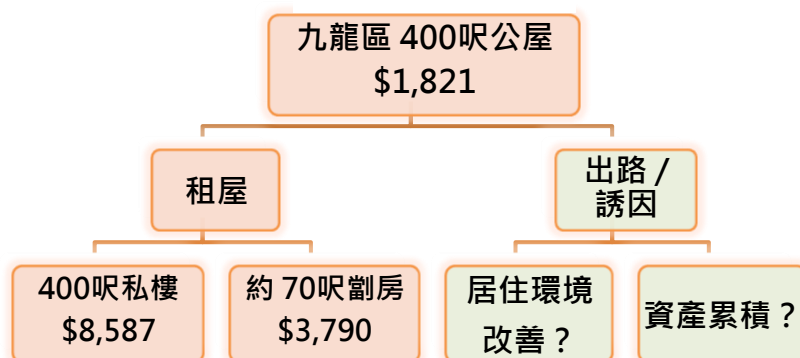 九龍區 400呎公屋
$1,821
租屋
出路 /
誘因
400呎私樓
$8,587
約 70呎劏房
$3,790
居住環境
改善？
資產累積？